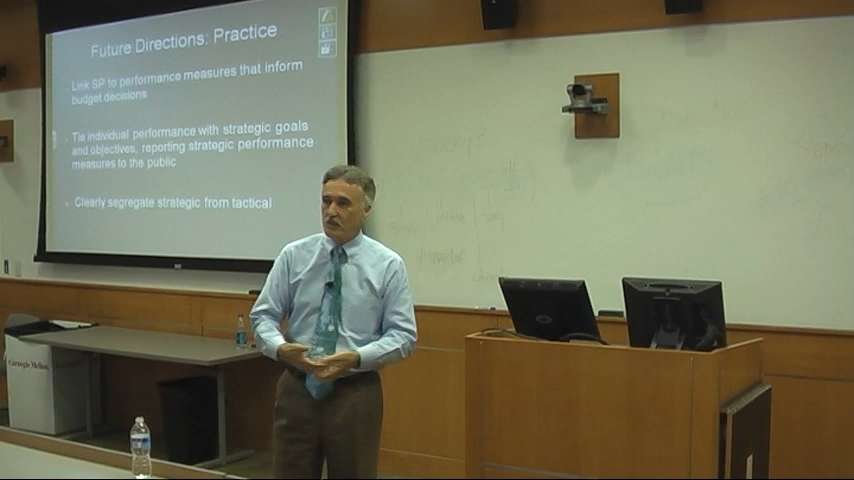 Future Directions: Practice
Link SP to performance measures that inform
budget decisions
Tie individual performance with strategic goals
and objectives, reporting strategic performance
measures to the public
Clearly segregate strategic from tactical
Carnegie Mellon